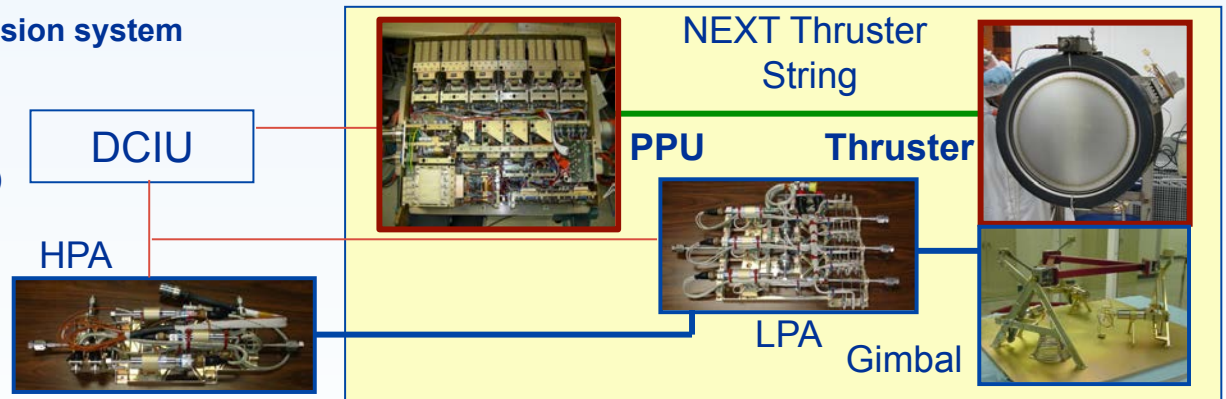 sion system
NEXT Thruster
String
DCIU
PPU
Thruster
)
HPA
LPA
Gimbal